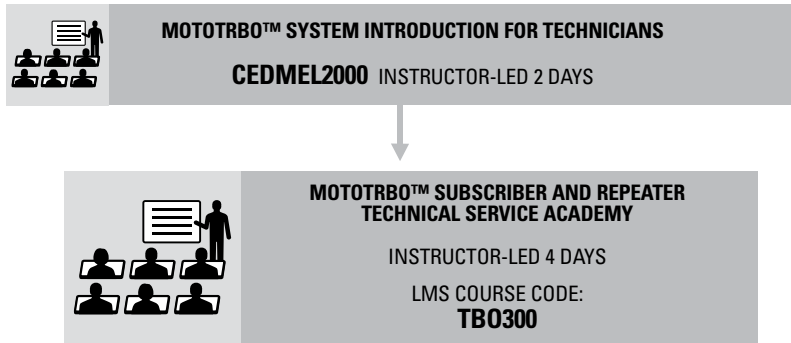 MOTOTRBO™ SYSTEM INTRODUCTION FOR TECHNICIANS
CEDMEL2000 INSTRUCTOR-LED 2 DAYS
MOTOTRBO™ SUBSCRIBER AND REPEATER
TECHNICAL SERVICE ACADEMY
INSTRUCTOR-LED 4 DAYS
LMS COURSE CODE:
TBO300